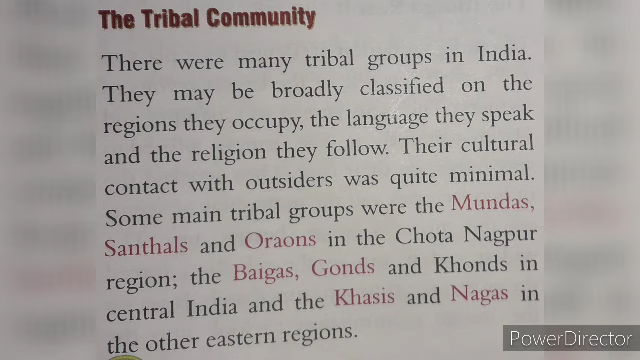 The Tribal Community
There were many tribal groups in India.
They may be broadly classified on the
regions they occupy, the language they speak
and the religion they follow. Their cultural
contact with outsiders was quite minimal.
Some main tribal groups were the Mundas,
Santhals and Oraons in the Chota Nagpur
region; the Baigas, Gonds and Khonds in
central India and the Khasis and Nagas in
the other eastern regions.
PowerDirector